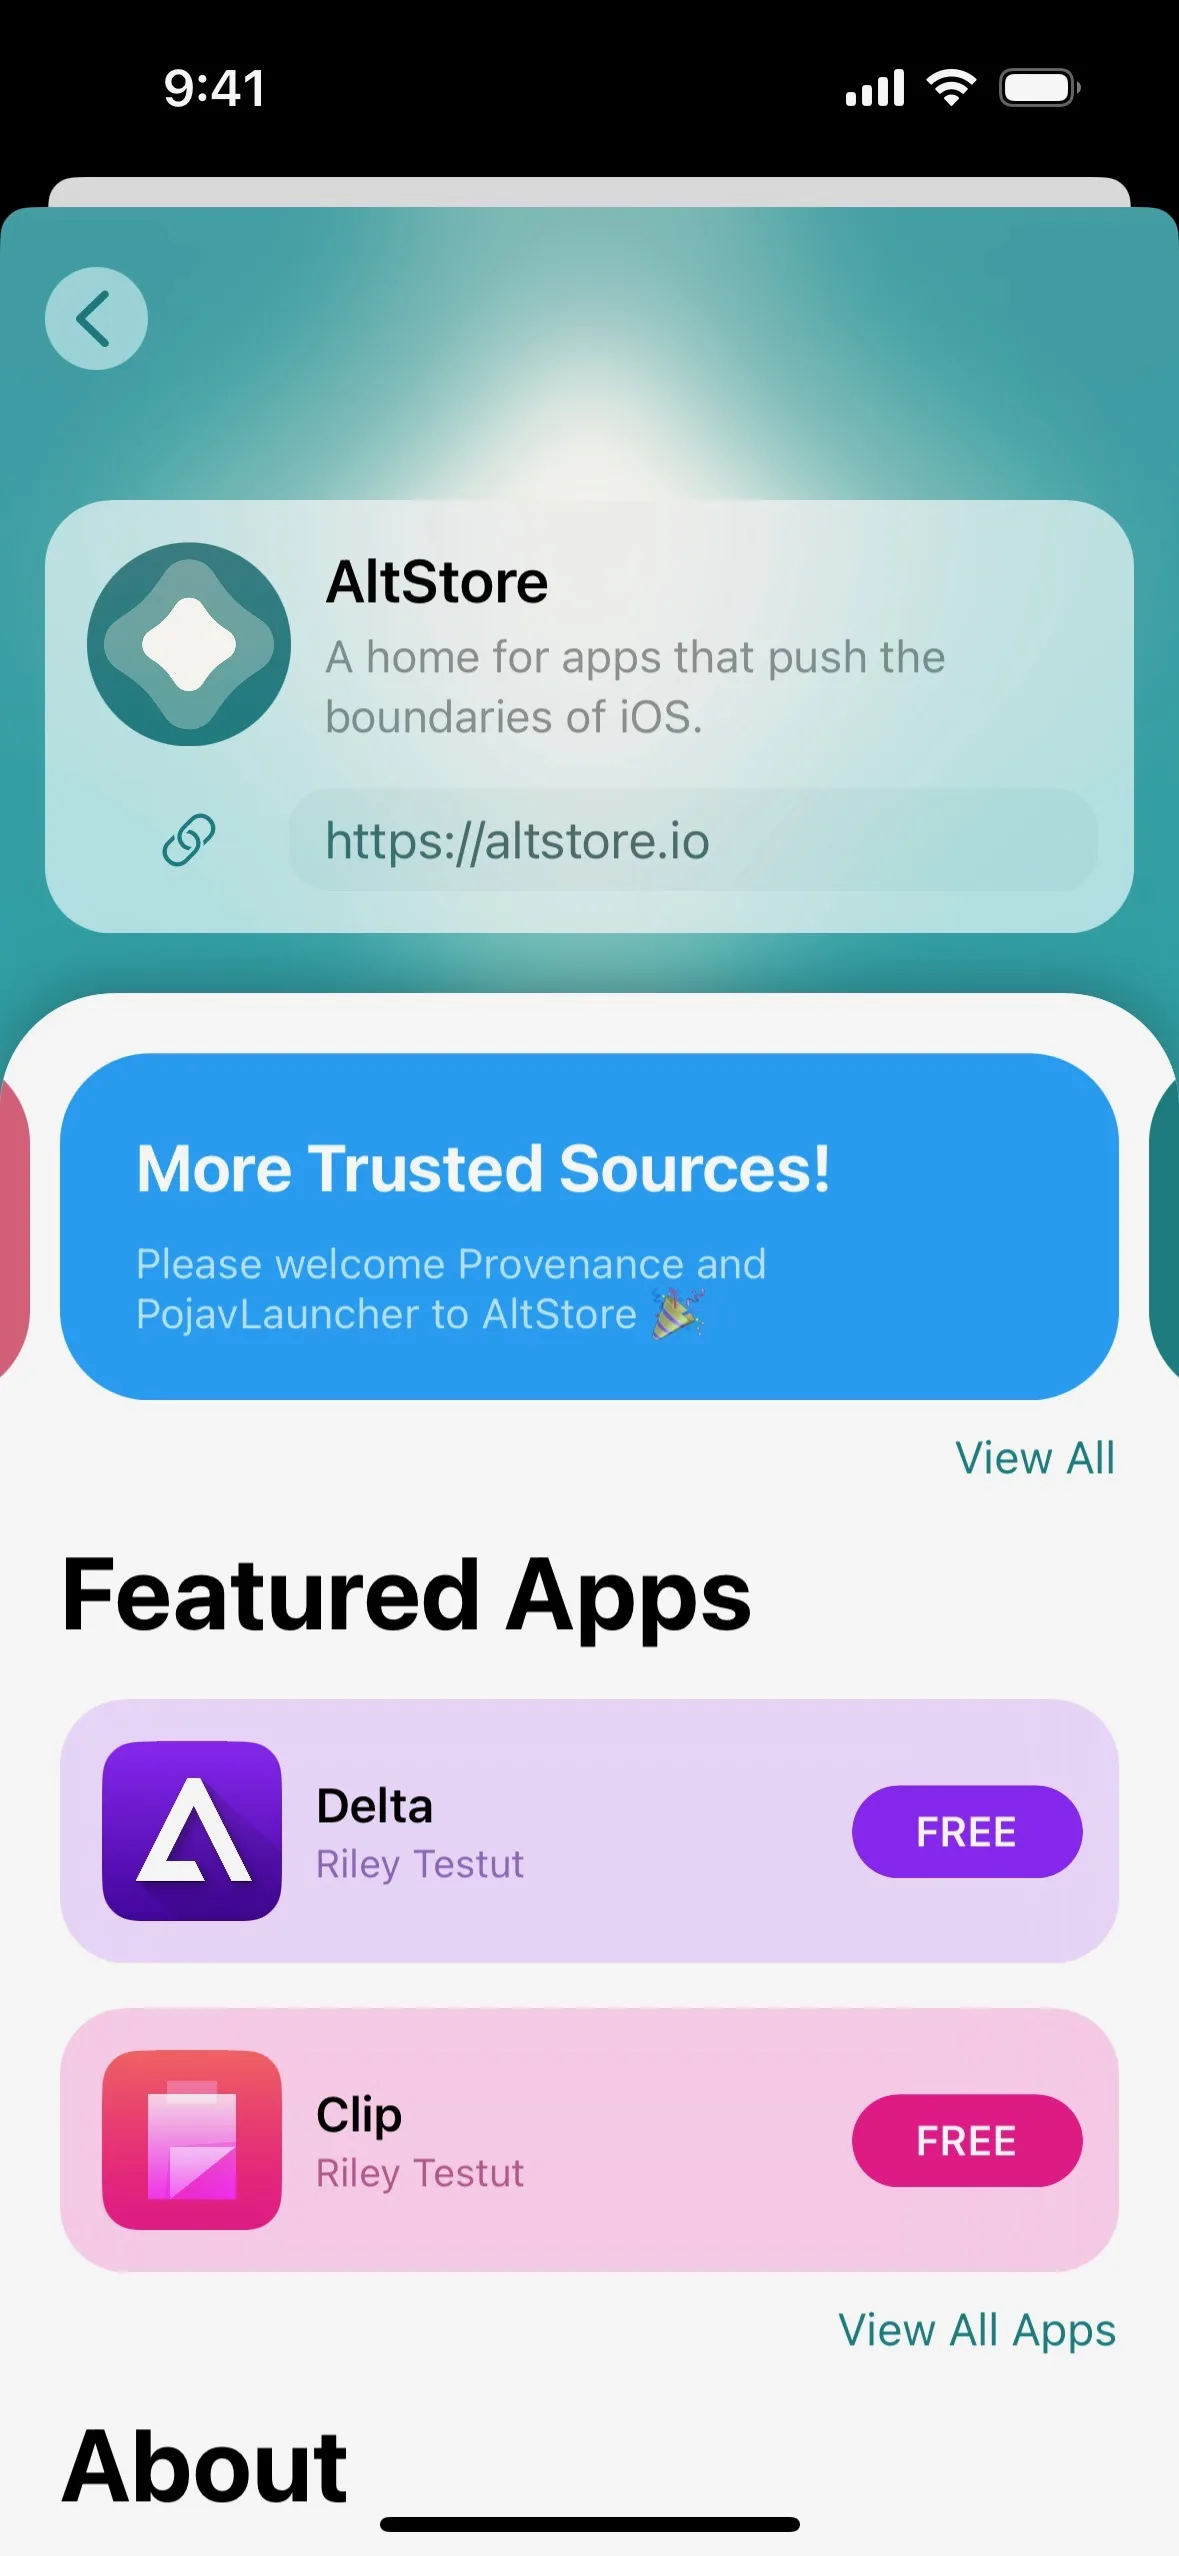 9:41
AltStore
A home for apps that push the
boundaries of iOS.
https://altstore.io
More Trusted Sources!
Please welcome Provenance and
PojavLauncher to AltStore 🎉
View All
Featured Apps
Delta
Riley Testut
FREE
Clip
Riley Testut
FREE
View All Apps
About